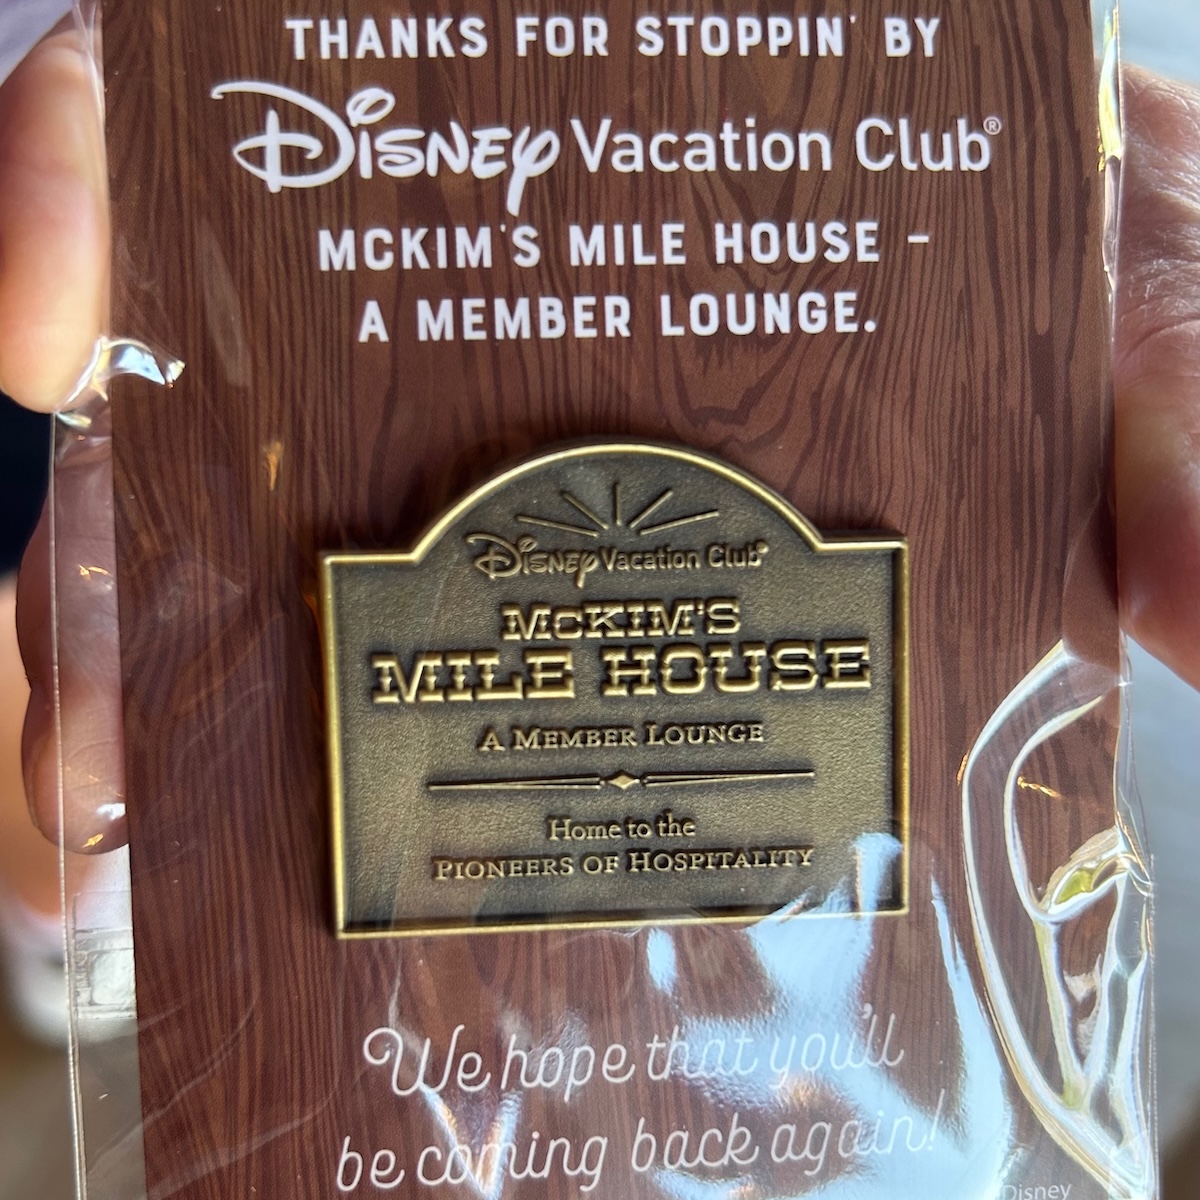 THANKS FOR STOPPIN' BY
Disney Vacation Club®
MCKIM'S MILE HOUSE –
A MEMBER LOUNGE.
Disney Vacation Club®
McKIM'S
MILE HOUSE
A MEMBER LOUNGE
Home to the
PIONEERS OF HOSPITALITY
We hope that you'll
be coming back again!
Disney